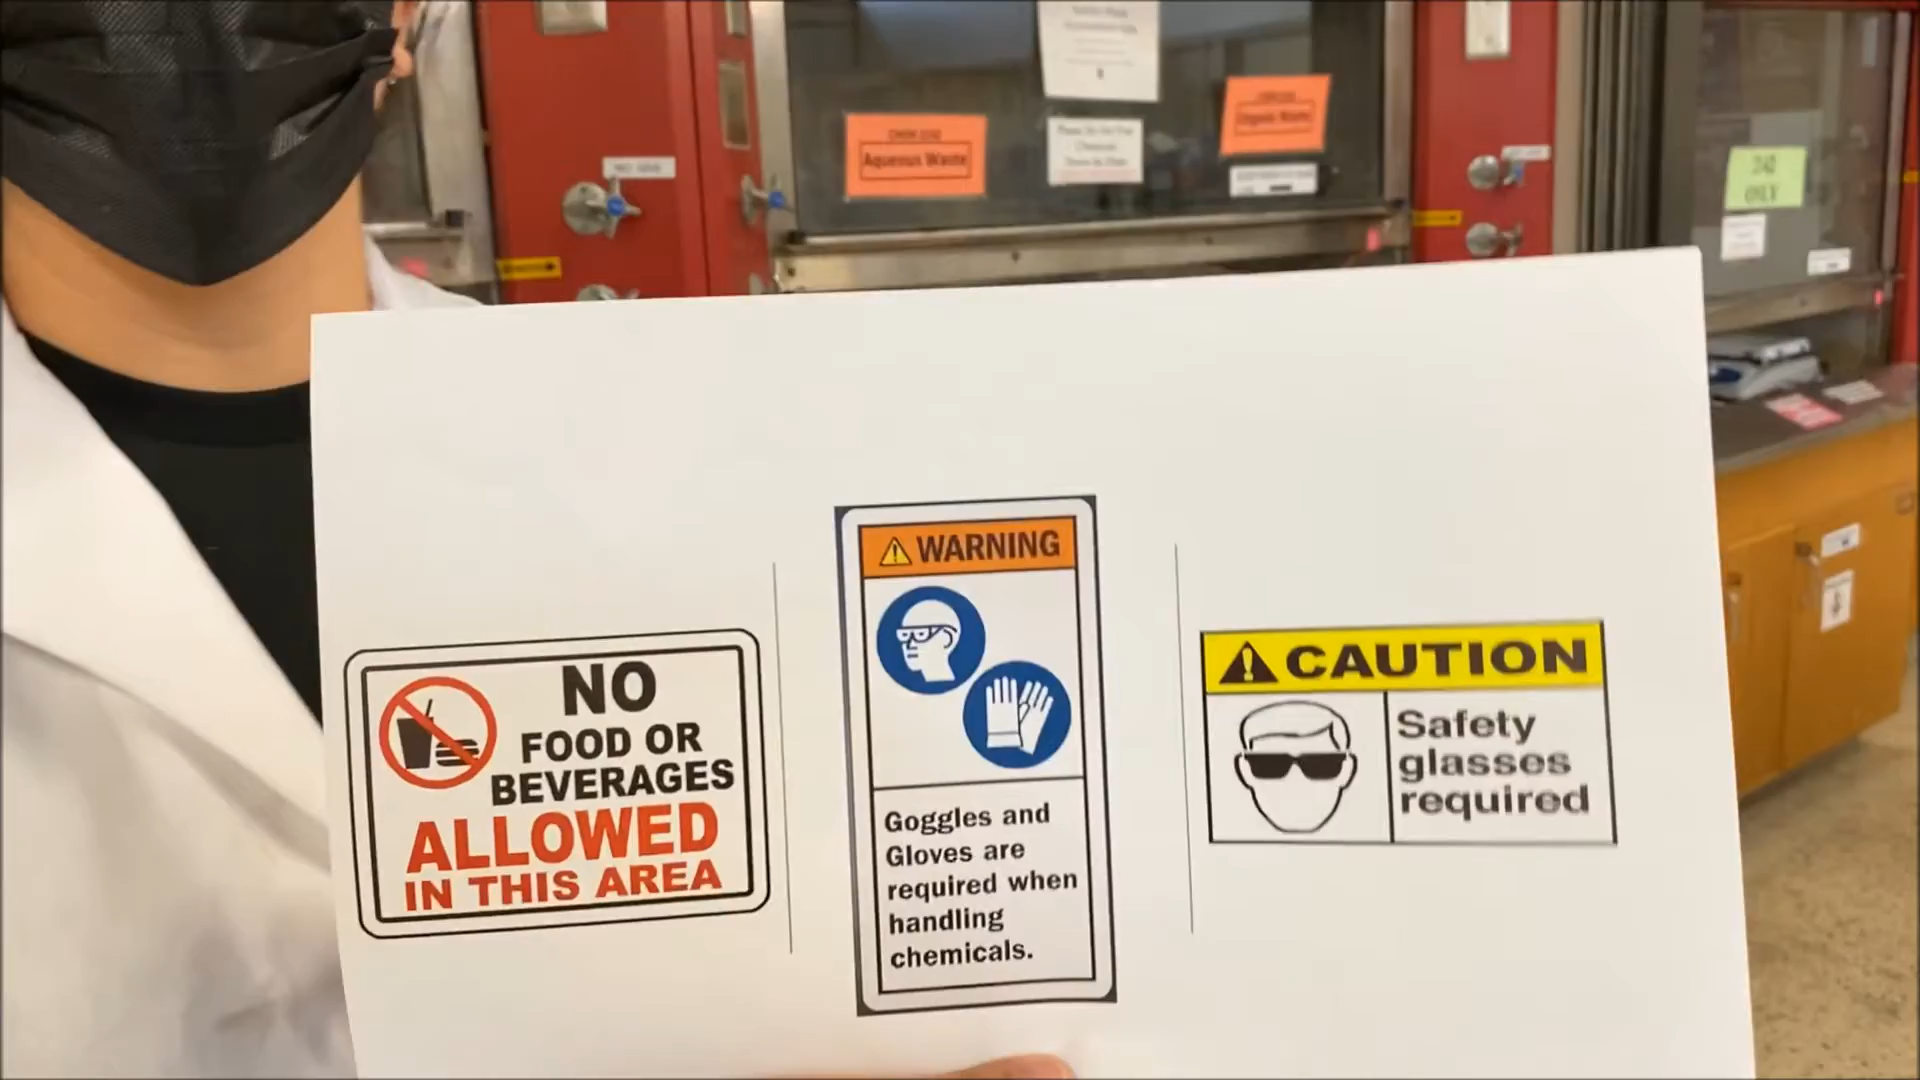 Aqueous Waste
Organic Waste
ONLY
NO
FOOD OR
BEVERAGES
ALLOWED
IN THIS AREA
WARNING
Goggles and
Gloves are
required when
handling
chemicals.
CAUTION
Safety
glasses
required